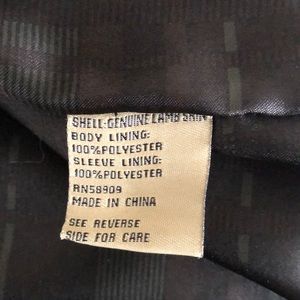 SHELL-GENUINE LAMB SKIN
BODY LINING:
100%POLYESTER
SLEEVE LINING:
100%POLYESTER
RN58909
MADE IN CHINA
SEE REVERSE
SIDE FOR CARE